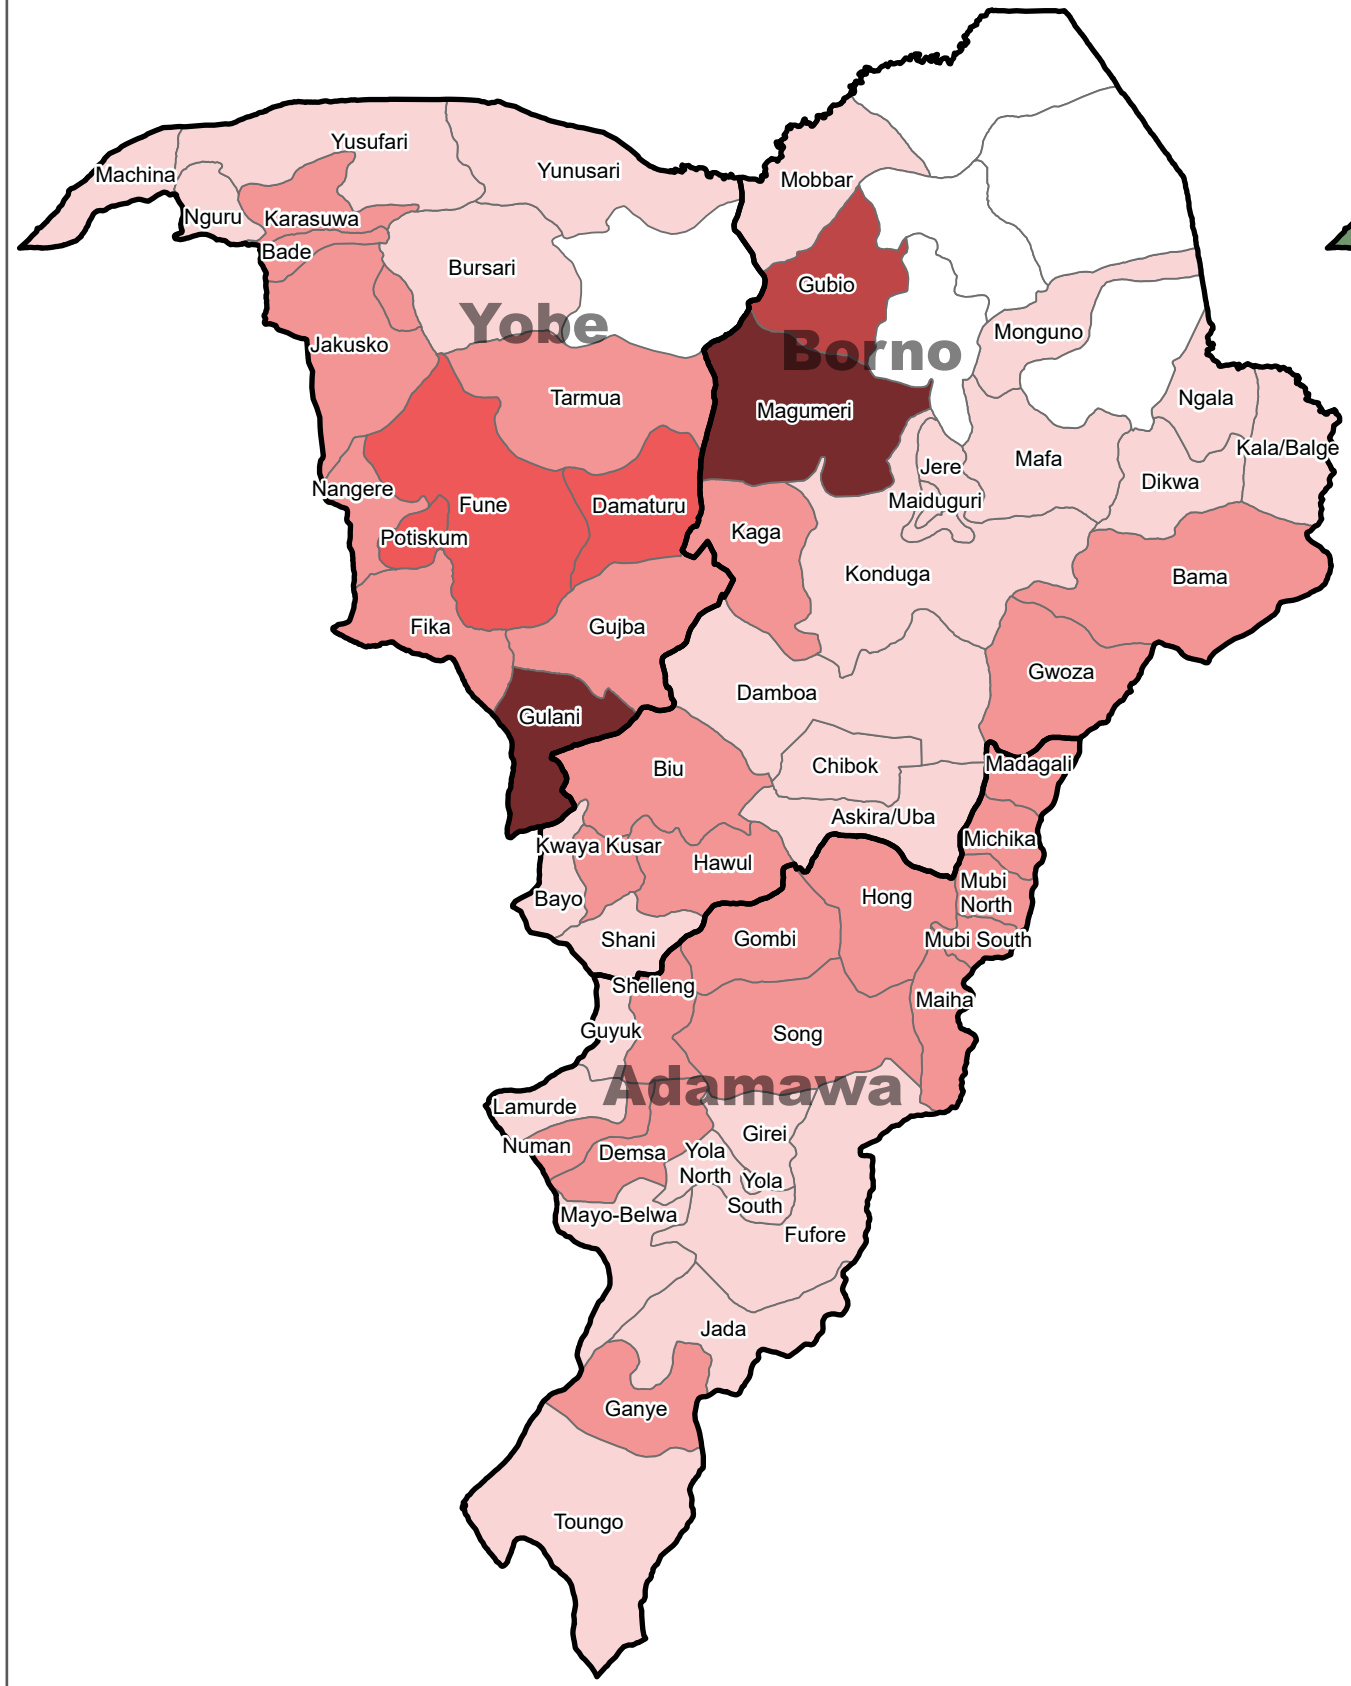 Yusufari
Yunusari
Machina
Mobbar
Nguru
Karasuwa
Bade
Bursari
Gubio
Yobe
Monguno
Jakusko
Borno
Tarmua
Magumeri
Ngala
Kala/Balge
Jere
Mafa
Dikwa
Nangere
Fune
Damaturu
Maiduguri
Potiskum
Kaga
Konduga
Bama
Fika
Gujba
Gwoza
Damboa
Gulani
Biu
Chibok
Madagali
Askira/Uba
Michika
Kwaya Kusar
Hawul
Mubi
North
Bayo
Hong
Shani
Gombi
Mubi South
Shelleng
Maiha
Guyuk
Song
Adamawa
Lamurde
Girei
Numan
Demsa
Yola
North
Yola
South
Mayo-Belwa
Fufore
Jada
Ganye
Toungo